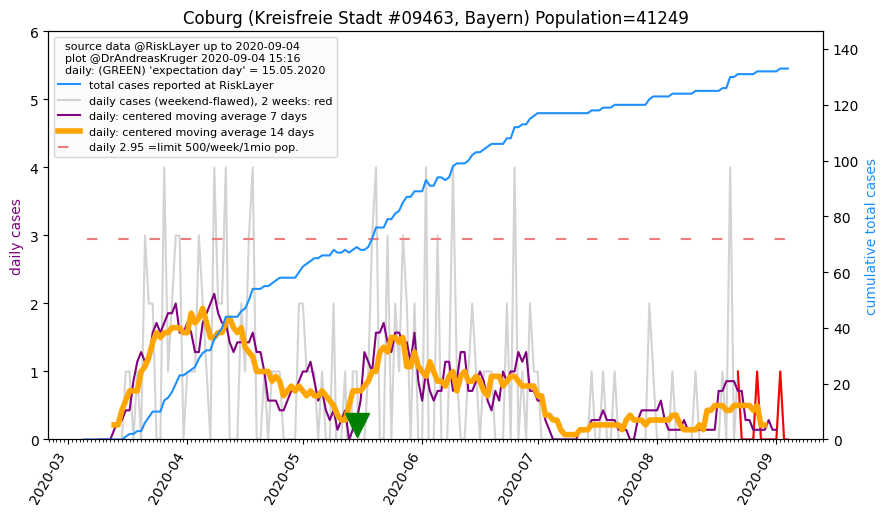 Coburg (Kreisfreie Stadt #09463, Bayern) Population=41249
source data @RiskLayer up to 2020-09-04
plot @DrAndreasKruger 2020-09-04 15:16
daily: (GREEN) 'expectation day' = 15.05.2020
total cases reported at RiskLayer
daily cases (weekend-flawed), 2 weeks: red
daily: centered moving average 7 days
daily: centered moving average 14 days
daily 2.95 =limit 500/week/1mio pop.
daily cases
6
5
4
3
2
1
0
cumulative total cases
140
120
100
80
60
40
20
0
2020-03
2020-04
2020-05
2020-06
2020-07
2020-08
2020-09